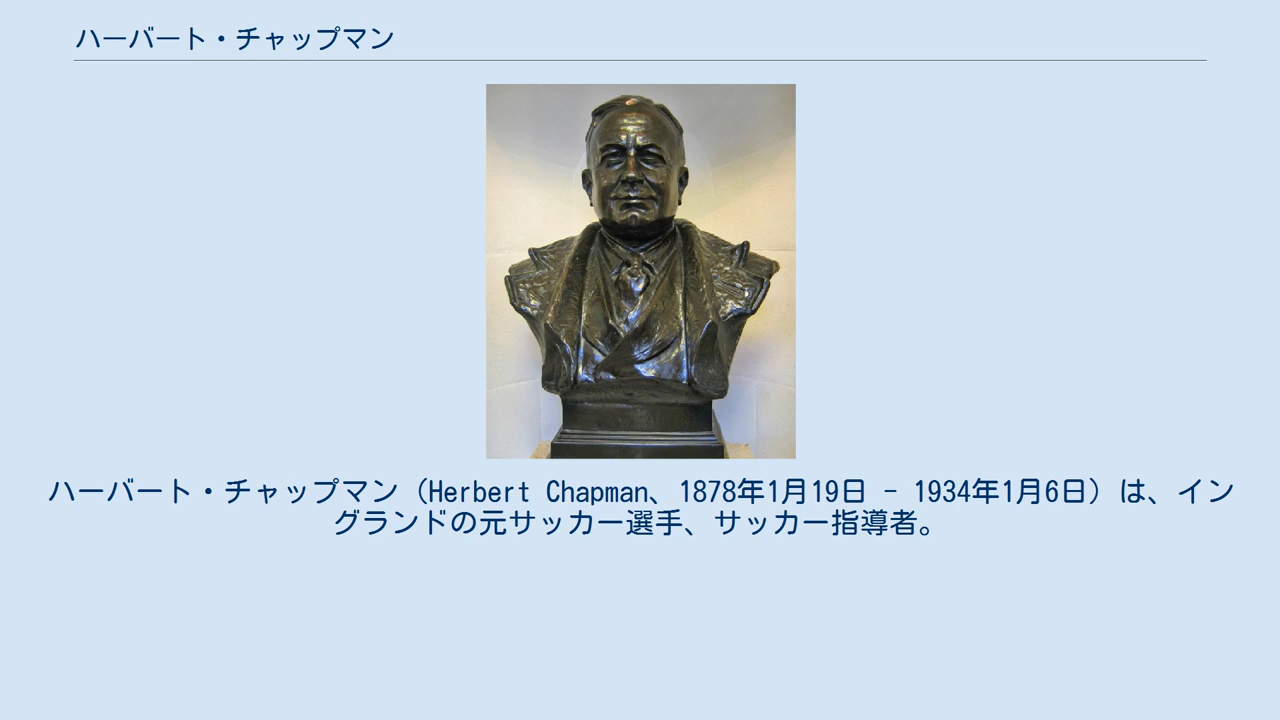 ハーバート・チャップマン
ハーバート・チャップマン（Herbert Chapman、1878年1月19日 - 1934年1月6日）は、イン
グランドの元サッカー選手、サッカー指導者。